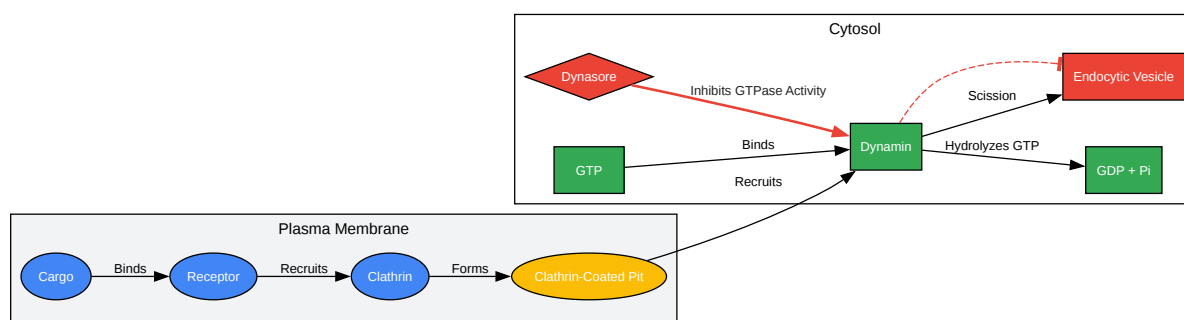 Cytosol
Dynasore
Inhibits GTPase Activity
Endocytic Vesicle
Scission
GTP
Binds
Dynamin
Hydrolyzes GTP
GDP + Pi
Recruits
Plasma Membrane
Cargo
Binds
Receptor
Recruits
Clathrin
Forms
Clathrin-Coated Pit